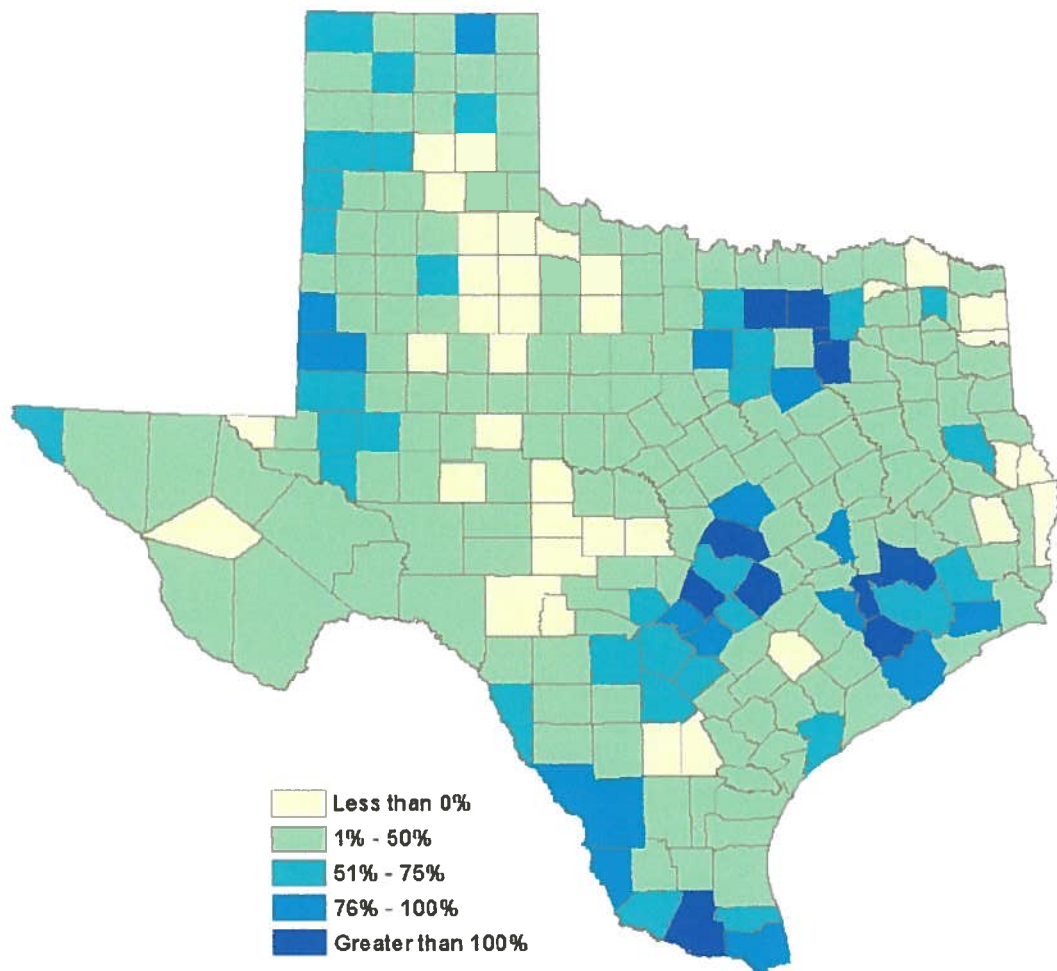 Less than 0%
1% - 50%
51% - 75%
76% - 100%
Greater than 100%